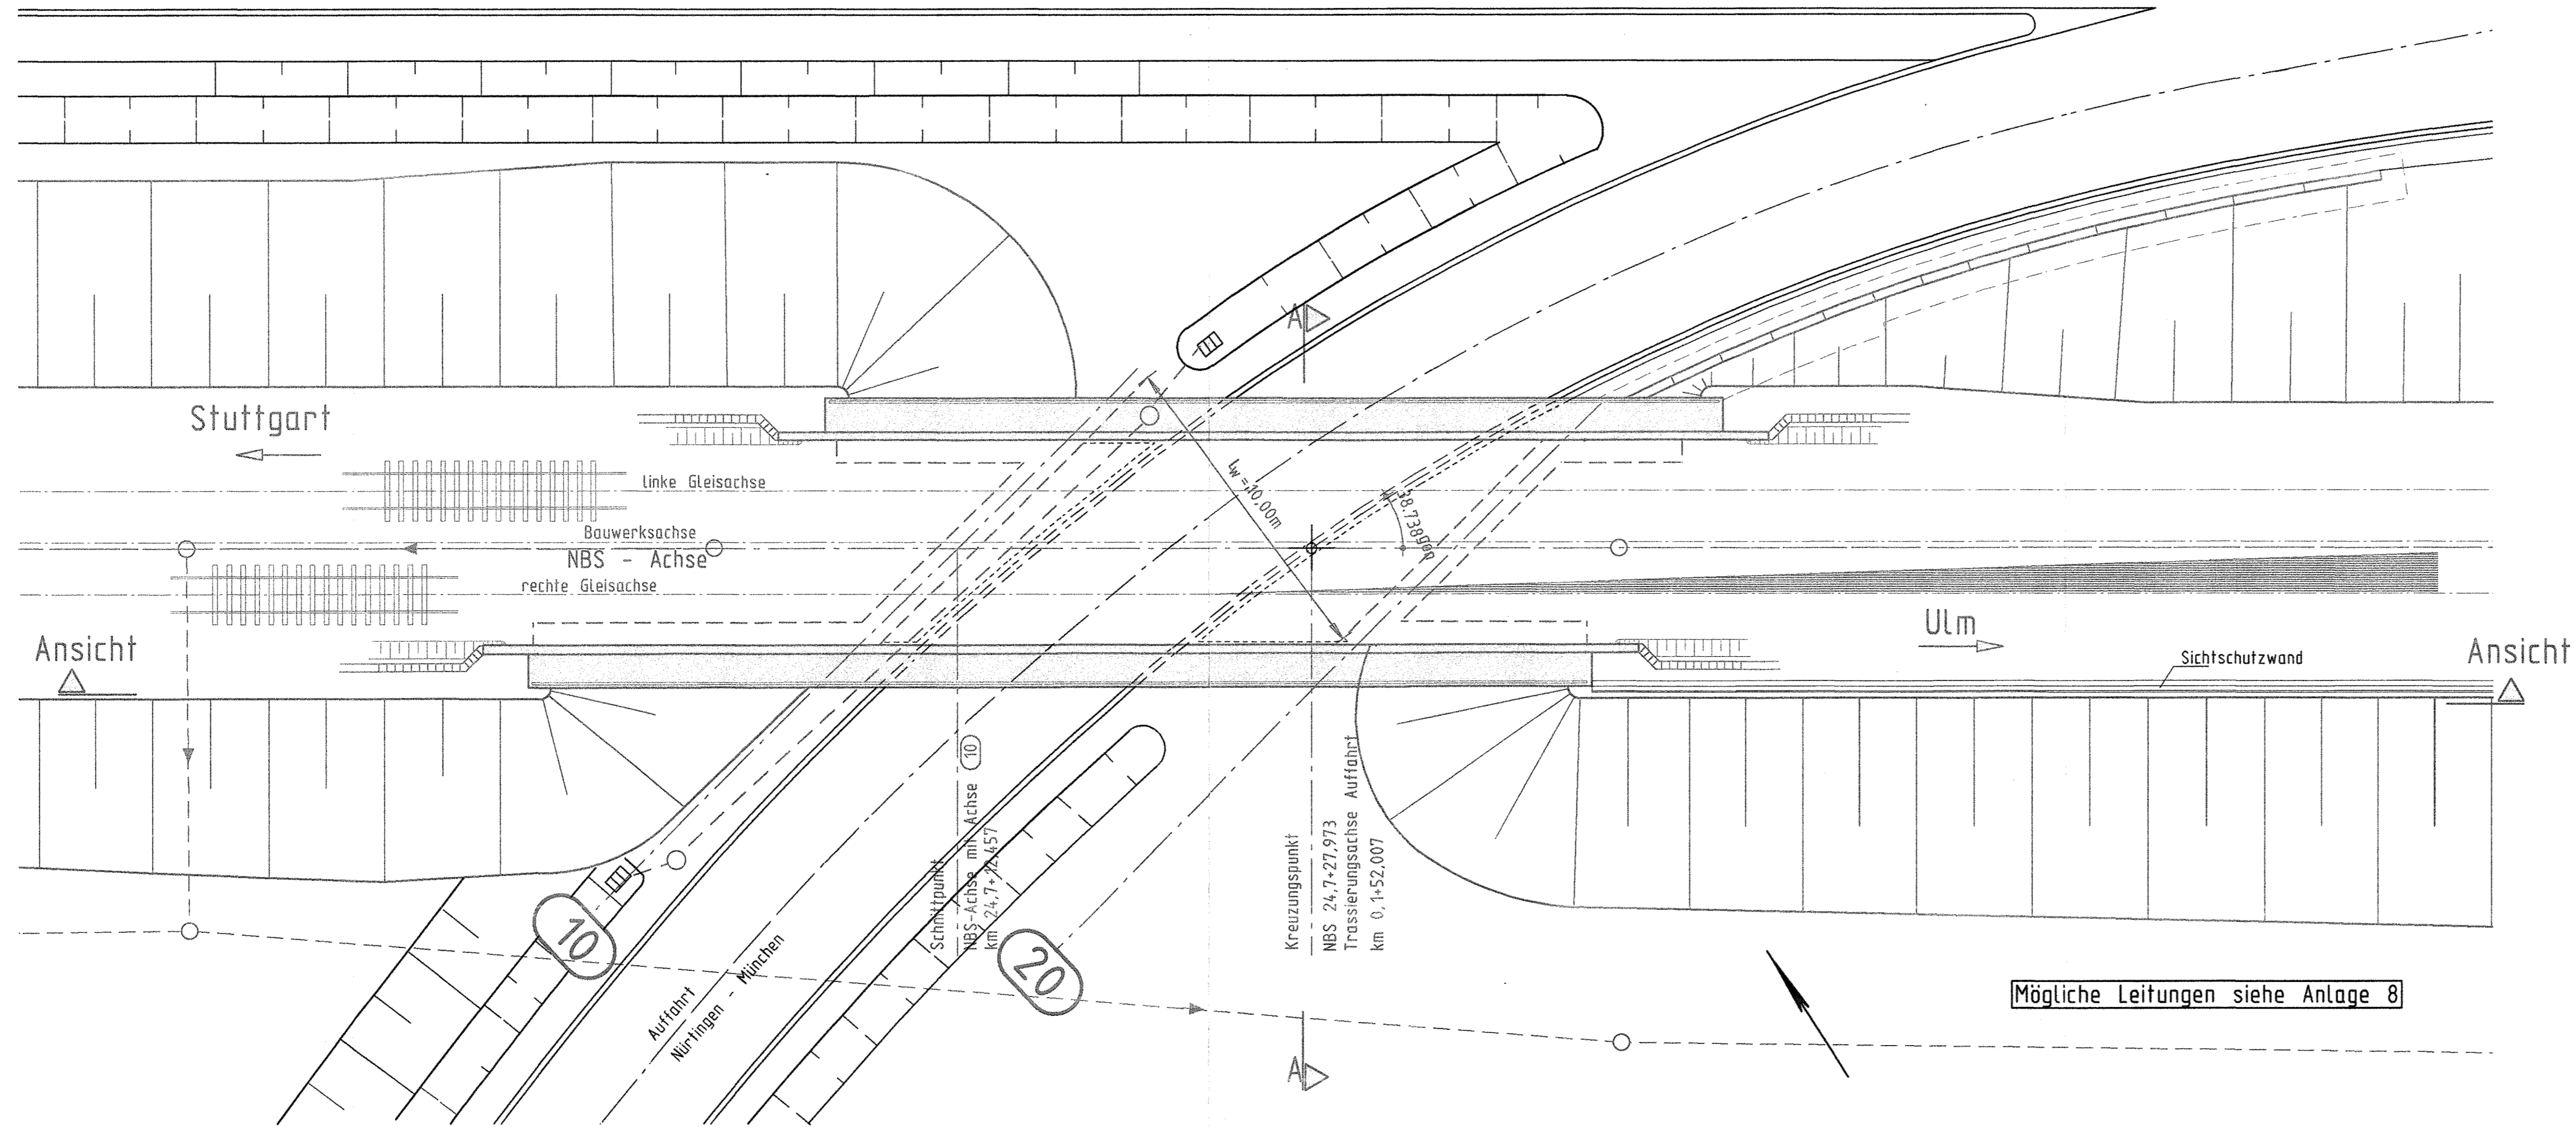 A
Stuttgart
linke Gleisachse
Lw =10,00m
38.738gon
Bauwerksachse
NBS - Achse
rechte Gleisachse
Ulm
Ansicht
Sichtschutzwand
Ansicht
Schnittpunkt
NBS-Achse mit Achse 10
km 24,7+12,457
Kreuzungspunkt
NBS 24,7+27,973
Trassierungsachse Auffahrt
km 0,1+52,007
10
20
Auffahrt
Nürtingen - München
Mögliche Leitungen siehe Anlage 8
A